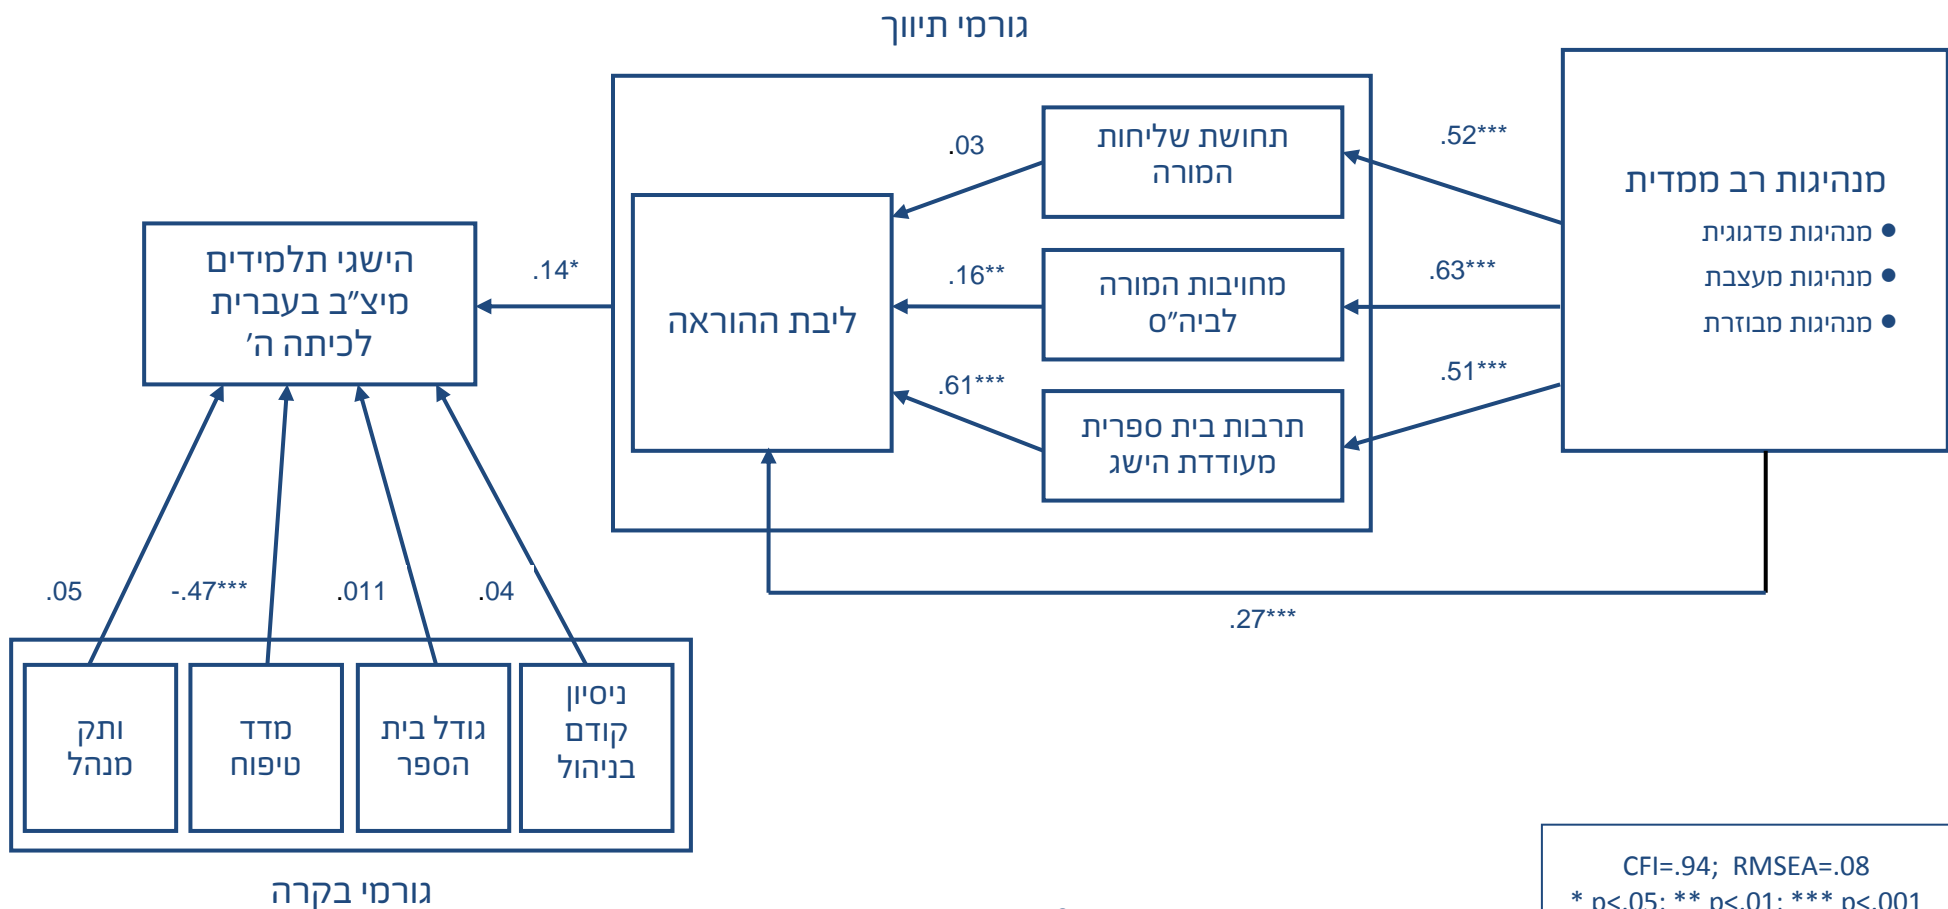 גורמי תיווך
מנהיגות רב ממדית
● מנהיגות פדגוגית
● מנהיגות מעצבת
● מנהיגות מבוזרת
.52***
.63***
.51***
תחושת שליחות
המורה
מחויבות המורה
לביה״ס
תרבות בית ספרית
מעודדת הישג
.03
.16**
.61***
ליבת ההוראה
.14*
הישגי תלמידים
מיצ״ב בעברית
לכיתה ה׳
.27***
.04
.011
-.47***
.05
ניסיון
קודם
בניהול
גודל בית
הספר
מדד
טיפוח
ותק
מנהל
גורמי בקרה
CFI=.94; RMSEA=.08
* p<.05; ** p<.01; *** p<.001